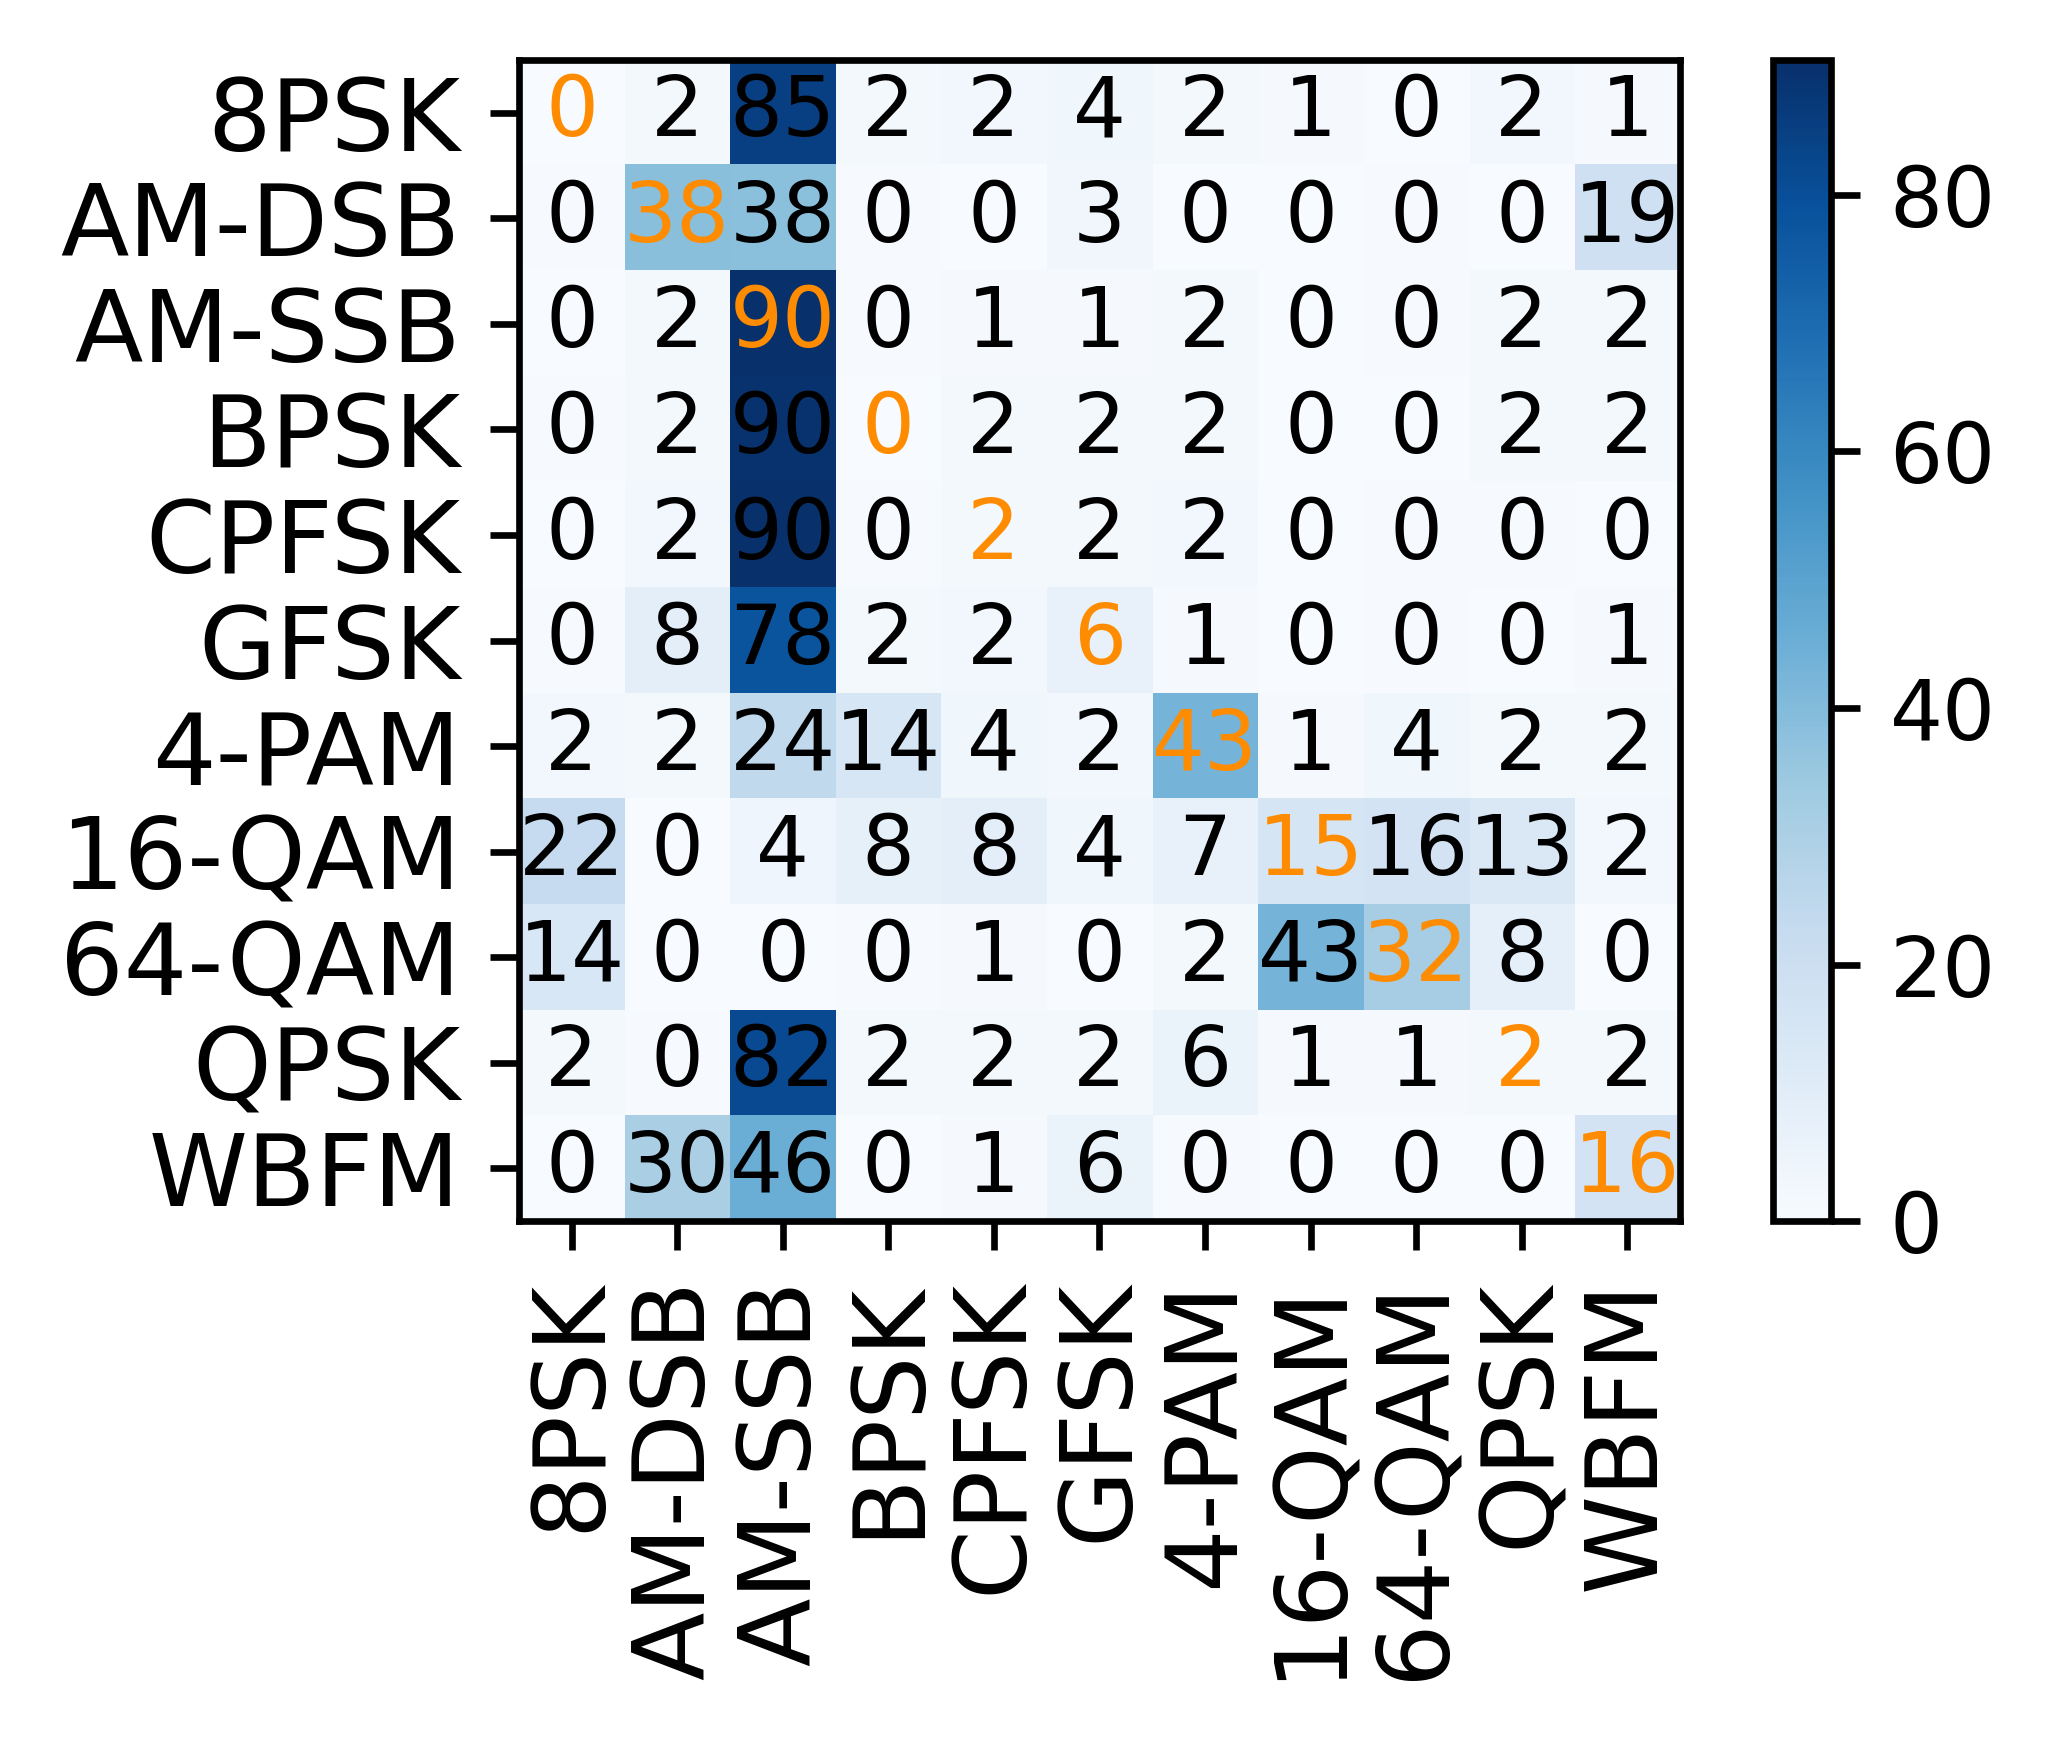 8PSK 0 2 85 2 2 4 2 1 0 2 1
AM-DSB 0 38 38 0 0 3 0 0 0 0 19
AM-SSB 0 2 90 0 1 1 2 0 0 2 2
BPSK 0 2 90 0 2 2 2 0 0 2 2
CPFSK 0 2 90 0 2 2 2 0 0 0 0
GFSK 0 8 78 2 2 6 1 0 0 0 1
4-PAM 2 2 24 14 4 2 43 1 4 2 2
16-QAM 22 0 4 8 8 4 7 15 16 13 2
64-QAM 14 0 0 0 1 0 2 43 32 8 0
QPSK 2 0 82 2 2 2 6 1 1 2 2
WBFM 0 30 46 0 1 6 0 0 0 0 16
8PSK
AM-DSB
AM-SSB
BPSK
CPFSK
GFSK
4-PAM
16-QAM
64-QAM
QPSK
WBFM
80
60
40
20
0